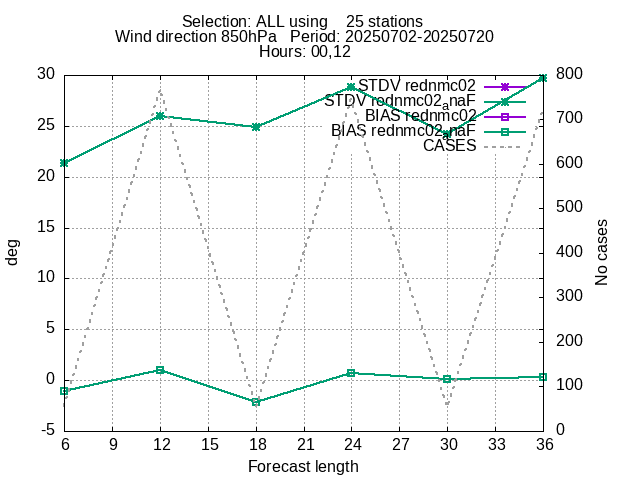 Selection: ALL using    25 stations
Wind direction 850hPa   Period: 20250702-20250720
Hours: 00,12
STDV rednmc02
STDV rednmc02anaF
BIAS rednmc02
BIAS rednmc02anaF
CASES
30
25
20
15
10
5
0
-5
deg
800
700
600
500
400
300
200
100
0
No cases
6 9 12 15 18 21 24 27 30 33 36
Forecast length